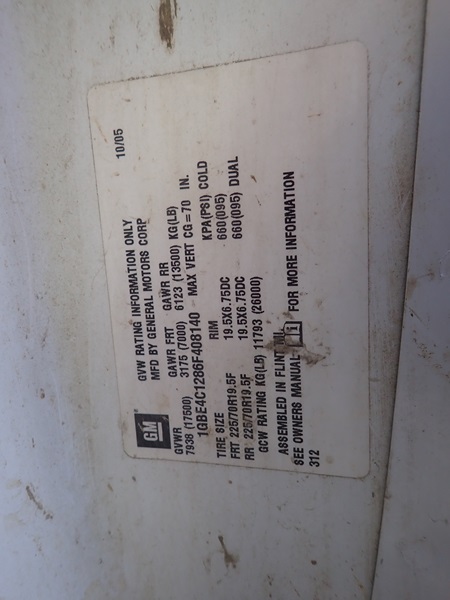 GVW RATING INFORMATION ONLY 10/05
MFD BY GENERAL MOTORS CORP
GM
GVWR GAWR FRT GAWR RR
7938 (17500) 3175 (7000) 6123 (13500) KG(LB)
1GBE4C1286F408140 MAX VERT CG=70 IN.
TIRE SIZE RIM KPA(PSI) COLD
FRT 225/70R19.5F 19.5X6.75DC 660(095)
RR 225/70R19.5F 19.5X6.75DC 660(095) DUAL
GCW RATING KG(LB) 11793 (26000)
ASSEMBLED IN FLINT
SEE OWNERS MANUAL i FOR MORE INFORMATION
312